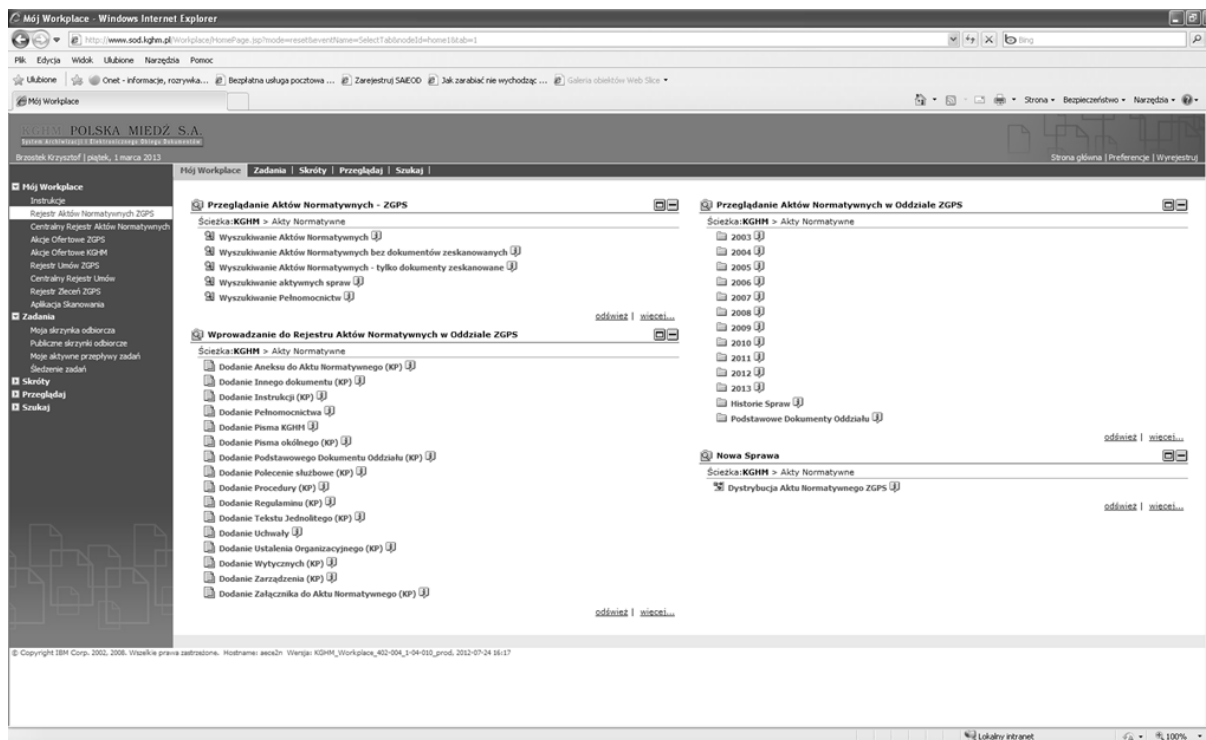 Mój Workplace - Windows Internet Explorer
http://www.sod.kghm.pl/Workplace/HomePage.jsp?mode=reset&eventName=SelectTab&nodeId=home1&tab=1
Bing
Plik Edycja Widok Ulubione Narzędzia Pomoc
Ulubione Onet - informacje, rozrywka... Bezpłatna usługa pocztowa ... Zarejestruj SAEOD Jak zarabiać nie wychodząc ... Galeria obiektów Web Slice
Mój Workplace
Strona Bezpieczeństwo Narzędzia
KGHM POLSKA MIEDŹ S.A.
System Archiwizacji i Elektronicznego Obiegu Dokumentów
Brzostek Krzysztof | piątek, 1 marca 2013
Strona główna | Preferencje | Wyrejestruj
Mój Workplace Zadania | Skróty | Przeglądaj | Szukaj |
Mój Workplace
Instrukcje
Rejestr Aktów Normatywnych ZGPS
Centralny Rejestr Aktów Normatywnych
Akcje Ofertowe ZGPS
Akcje Ofertowe KGHM
Rejestr Umów ZGPS
Centralny Rejestr Umów
Rejestr Zleceń ZGPS
Aplikacja Skanowania
Zadania
Moja skrzynka odbiorcza
Publiczne skrzynki odbiorcze
Moje aktywne przepływy zadań
Śledzenie zadań
Skróty
Przeglądaj
Szukaj
Przeglądanie Aktów Normatywnych - ZGPS
Ścieżka:KGHM > Akty Normatywne
Wyszukiwanie Aktów Normatywnych
Wyszukiwanie Aktów Normatywnych bez dokumentów zeskanowanych
Wyszukiwanie Aktów Normatywnych - tylko dokumenty zeskanowane
Wyszukiwanie aktywnych spraw
Wyszukiwanie Pełnomocnictw
odśwież | więcej...
Wprowadzanie do Rejestru Aktów Normatywnych w Oddziale ZGPS
Ścieżka:KGHM > Akty Normatywne
Dodanie Aneksu do Aktu Normatywnego (KP)
Dodanie Innego dokumentu (KP)
Dodanie Instrukcji (KP)
Dodanie Pełnomocnictwa
Dodanie Pisma KGHM
Dodanie Pisma okólnego (KP)
Dodanie Podstawowego Dokumentu Oddziału (KP)
Dodanie Polecenie służbowe (KP)
Dodanie Procedury (KP)
Dodanie Regulaminu (KP)
Dodanie Tekstu Jednolitego (KP)
Dodanie Uchwały
Dodanie Ustalenia Organizacyjnego (KP)
Dodanie Wytycznych (KP)
Dodanie Zarządzenia (KP)
Dodanie Załącznika do Aktu Normatywnego (KP)
odśwież | więcej...
Przeglądanie Aktów Normatywnych w Oddziale ZGPS
Ścieżka:KGHM > Akty Normatywne
2003
2004
2005
2006
2007
2008
2009
2010
2011
2012
2013
Historie Spraw
Podstawowe Dokumenty Oddziału
odśwież | więcej...
Nowa Sprawa
Ścieżka:KGHM > Akty Normatywne
Dystrybucja Aktu Normatywnego ZGPS
odśwież | więcej...
© Copyright IBM Corp. 2002, 2008. Wszelkie prawa zastrzeżone. Hostname: aece2n Wersja: KGHM_Workplace_402-004_1-04-010_prod, 2012-07-24 16:17
Lokalny intranet 100%